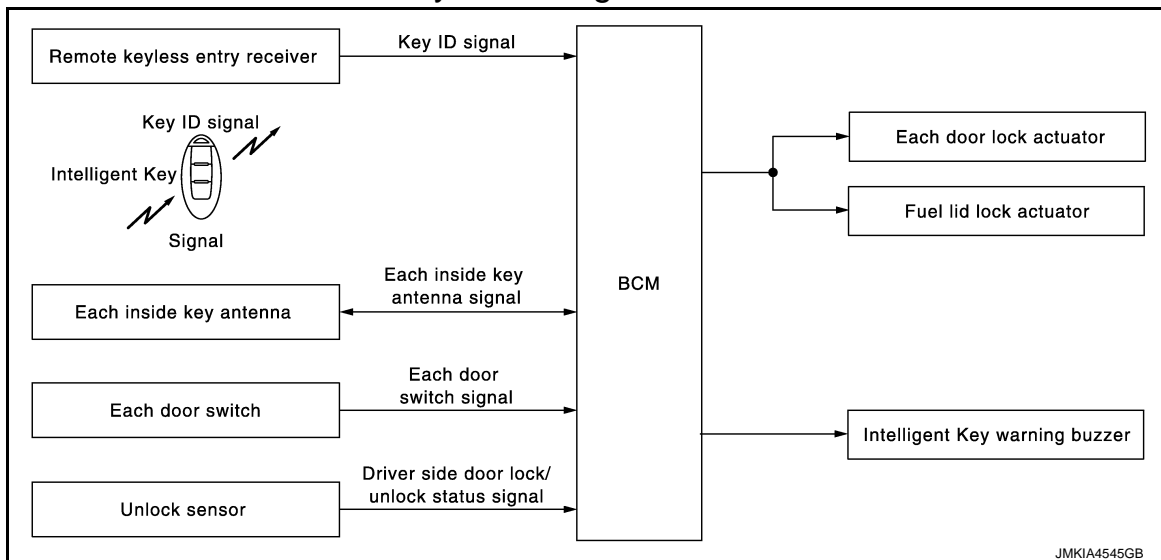 Remote keyless entry receiver
Key ID signal
Key ID signal
Intelligent Key
Signal
Each inside key antenna
Each inside key
antenna signal
Each door switch
Each door
switch signal
Unlock sensor
Driver side door lock/
unlock status signal
BCM
Each door lock actuator
Fuel lid lock actuator
Intelligent Key warning buzzer
JMKIA4545GB